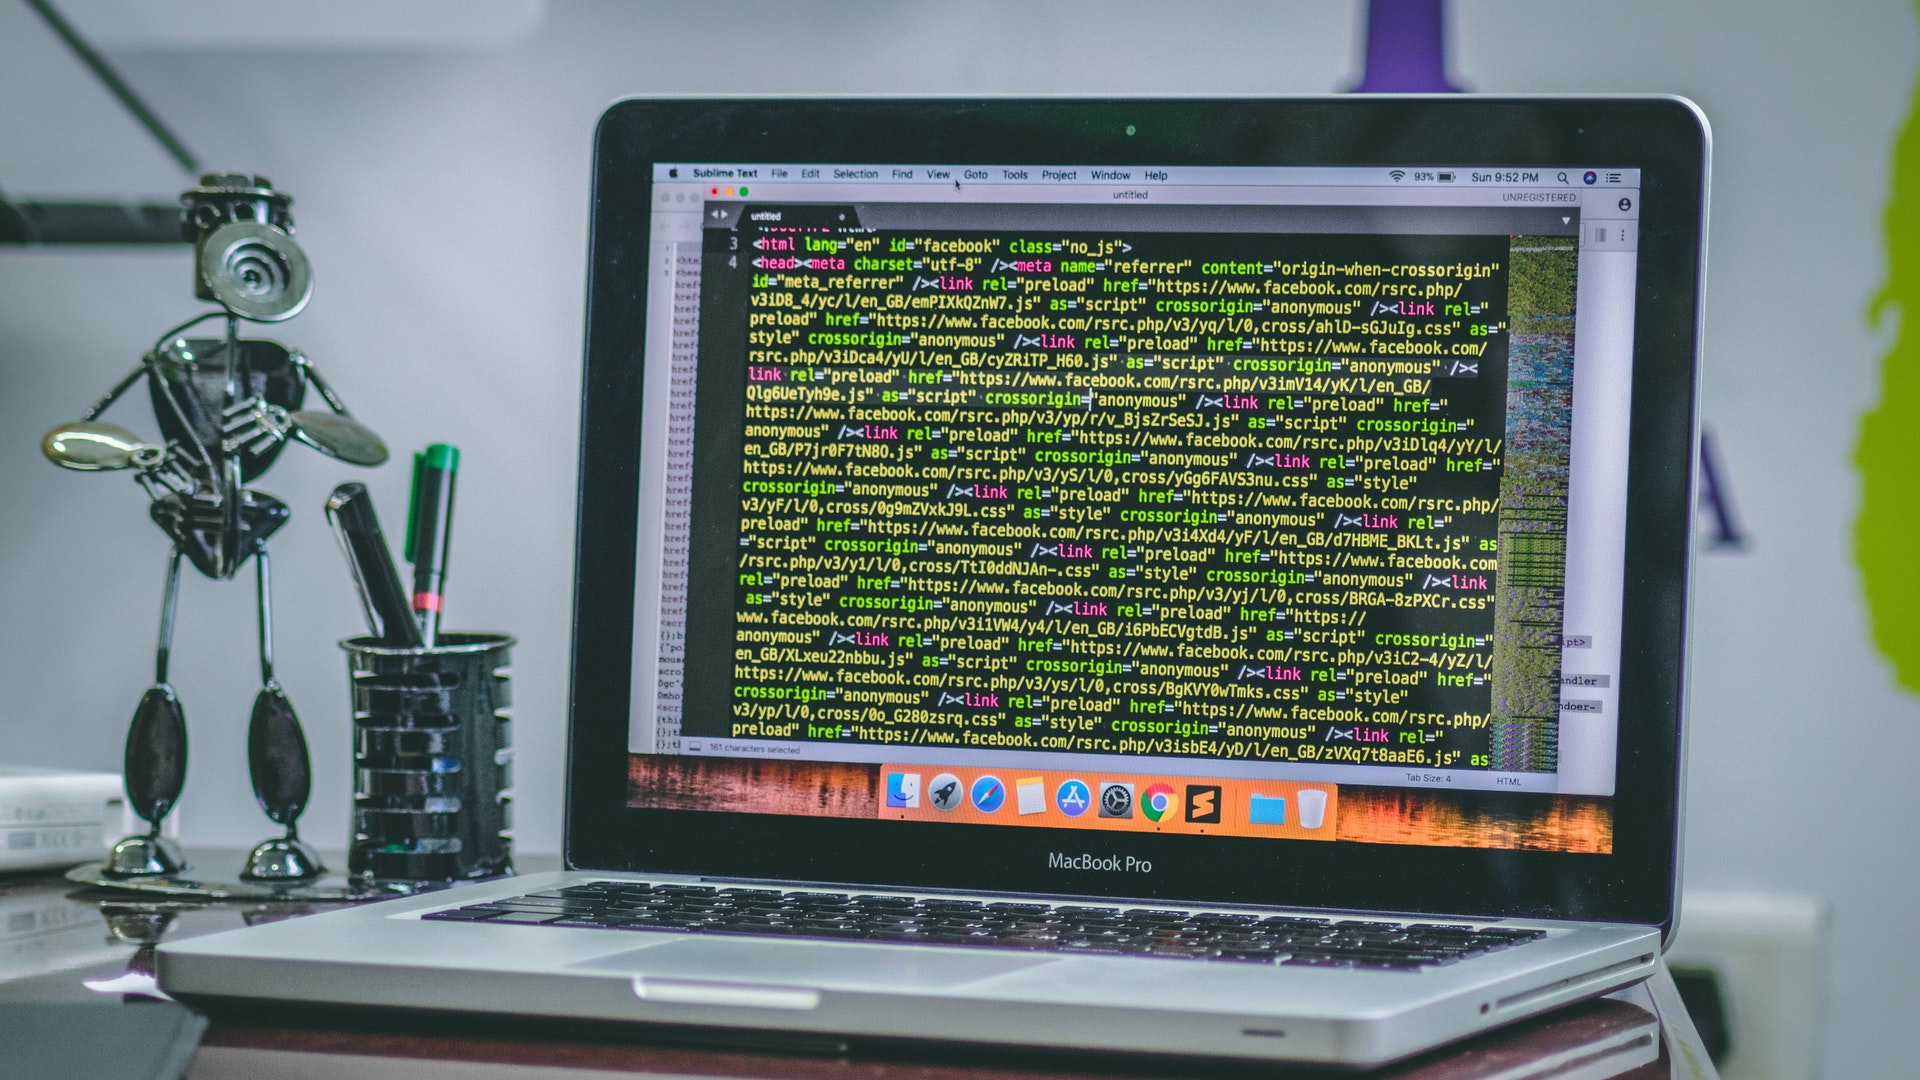 Sublime Text File Edit Selection Find View Goto Tools Project Window Help 93% Sun 9:52 PM
untitled
UNREGISTERED
untitled
3 <html lang="en" id="facebook" class="no_js">
4 <head><meta charset="utf-8" /><meta name="referrer" content="origin-when-crossorigin"
id="meta_referrer" /><link rel="preload" href="https://www.facebook.com/rsrc.php/
v3iD8_4/yc/l/en_GB/emPIXkQZnW7.js" as="script" crossorigin="anonymous" /><link rel="
preload" href="https://www.facebook.com/rsrc.php/v3/yq/l/0,cross/ahlD-sGJuIg.css" as="
style" crossorigin="anonymous" /><link rel="preload" href="https://www.facebook.com/
rsrc.php/v3iDca4/yU/l/en_GB/cyZRiTP_H60.js" as="script" crossorigin="anonymous" /><
link rel="preload" href="https://www.facebook.com/rsrc.php/v3imV14/yK/l/en_GB/
Qlg6UeTyh9e.js" as="script" crossorigin="anonymous" /><link rel="preload" href="
https://www.facebook.com/rsrc.php/v3/yp/r/v_BjsZrSeSJ.js" as="script" crossorigin="
anonymous" /><link rel="preload" href="https://www.facebook.com/rsrc.php/v3iDlq4/yY/l/
en_GB/P7jr0F7tN8O.js" as="script" crossorigin="anonymous" /><link rel="preload" href="
https://www.facebook.com/rsrc.php/v3/yS/l/0,cross/yGg6FAVS3nu.css" as="style"
crossorigin="anonymous" /><link rel="preload" href="https://www.facebook.com/rsrc.php/
v3/yF/l/0,cross/0g9mZVxkJ9L.css" as="style" crossorigin="anonymous" /><link rel="
preload" href="https://www.facebook.com/rsrc.php/v3i4Xd4/yF/l/en_GB/d7HBME_BKLt.js" as
="script" crossorigin="anonymous" /><link rel="preload" href="https://www.facebook.com
/rsrc.php/v3/y1/l/0,cross/TtI0ddNJAn-.css" as="style" crossorigin="anonymous" /><link
rel="preload" href="https://www.facebook.com/rsrc.php/v3/yj/l/0,cross/BRGA-8zPXCr.css"
as="style" crossorigin="anonymous" /><link rel="preload" href="https://
www.facebook.com/rsrc.php/v3i1VW4/y4/l/en_GB/i6PbECVgtdB.js" as="script" crossorigin="
anonymous" /><link rel="preload" href="https://www.facebook.com/rsrc.php/v3iC2-4/yZ/l/
en_GB/XLxeu22nbbu.js" as="script" crossorigin="anonymous" /><link rel="preload" href="
https://www.facebook.com/rsrc.php/v3/ys/l/0,cross/BgKVY0wTmks.css" as="style"
crossorigin="anonymous" /><link rel="preload" href="https://www.facebook.com/rsrc.php/
v3/yp/l/0,cross/0o_G280zsrq.css" as="style" crossorigin="anonymous" /><link rel="
preload" href="https://www.facebook.com/rsrc.php/v3isbE4/yD/l/en_GB/zVXq7t8aaE6.js" as
161 characters selected
Tab Size: 4 HTML
MacBook Pro
A